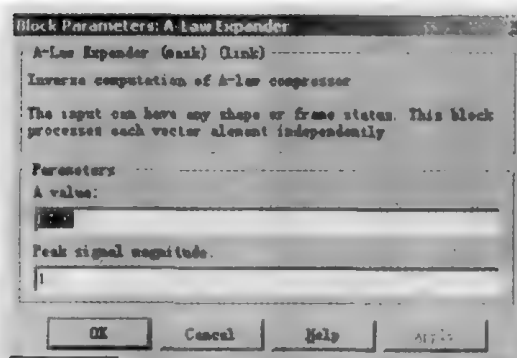 Block Parameters: A-Law Expander
A-Law Expander (mask) (link)
Inverse computation of A-law compressor
The input can have any shape or frame status. This block
processes each vector element independently
Parameters
A value:
Peak signal magnitude.
1
OK
Cancel
Help
Apply